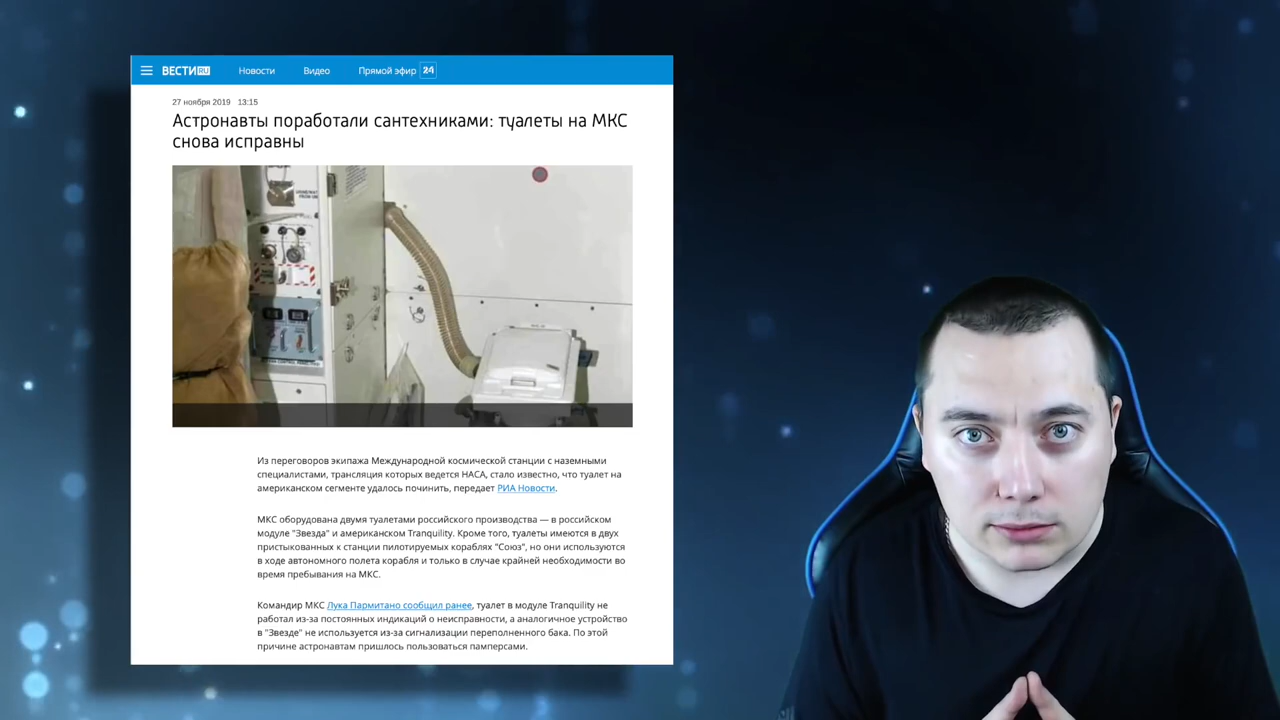 ВЕСТИ RU Новости Видео Прямой эфир 24
27 ноября 2019 13:15
Астронавты поработали сантехниками: туалеты на МКС
снова исправны
Из переговоров экипажа Международной космической станции с наземными
специалистами, трансляция которых ведется НАСА, стало известно, что туалет на
американском сегменте удалось починить, передает РИА Новости.
МКС оборудована двумя туалетами российского производства — в российском
модуле "Звезда" и американском Tranquility. Кроме того, туалеты имеются в двух
пристыкованных к станции пилотируемых кораблях "Союз", но они используются
в ходе автономного полета корабля и только в случае крайней необходимости во
время пребывания на МКС.
Командир МКС Лука Пармитано сообщил ранее, туалет в модуле Tranquility не
работал из-за постоянных индикаций о неисправности, а аналогичное устройство
в "Звезде" не используется из-за сигнализации переполненного бака. По этой
причине астронавтам пришлось пользоваться памперсами.